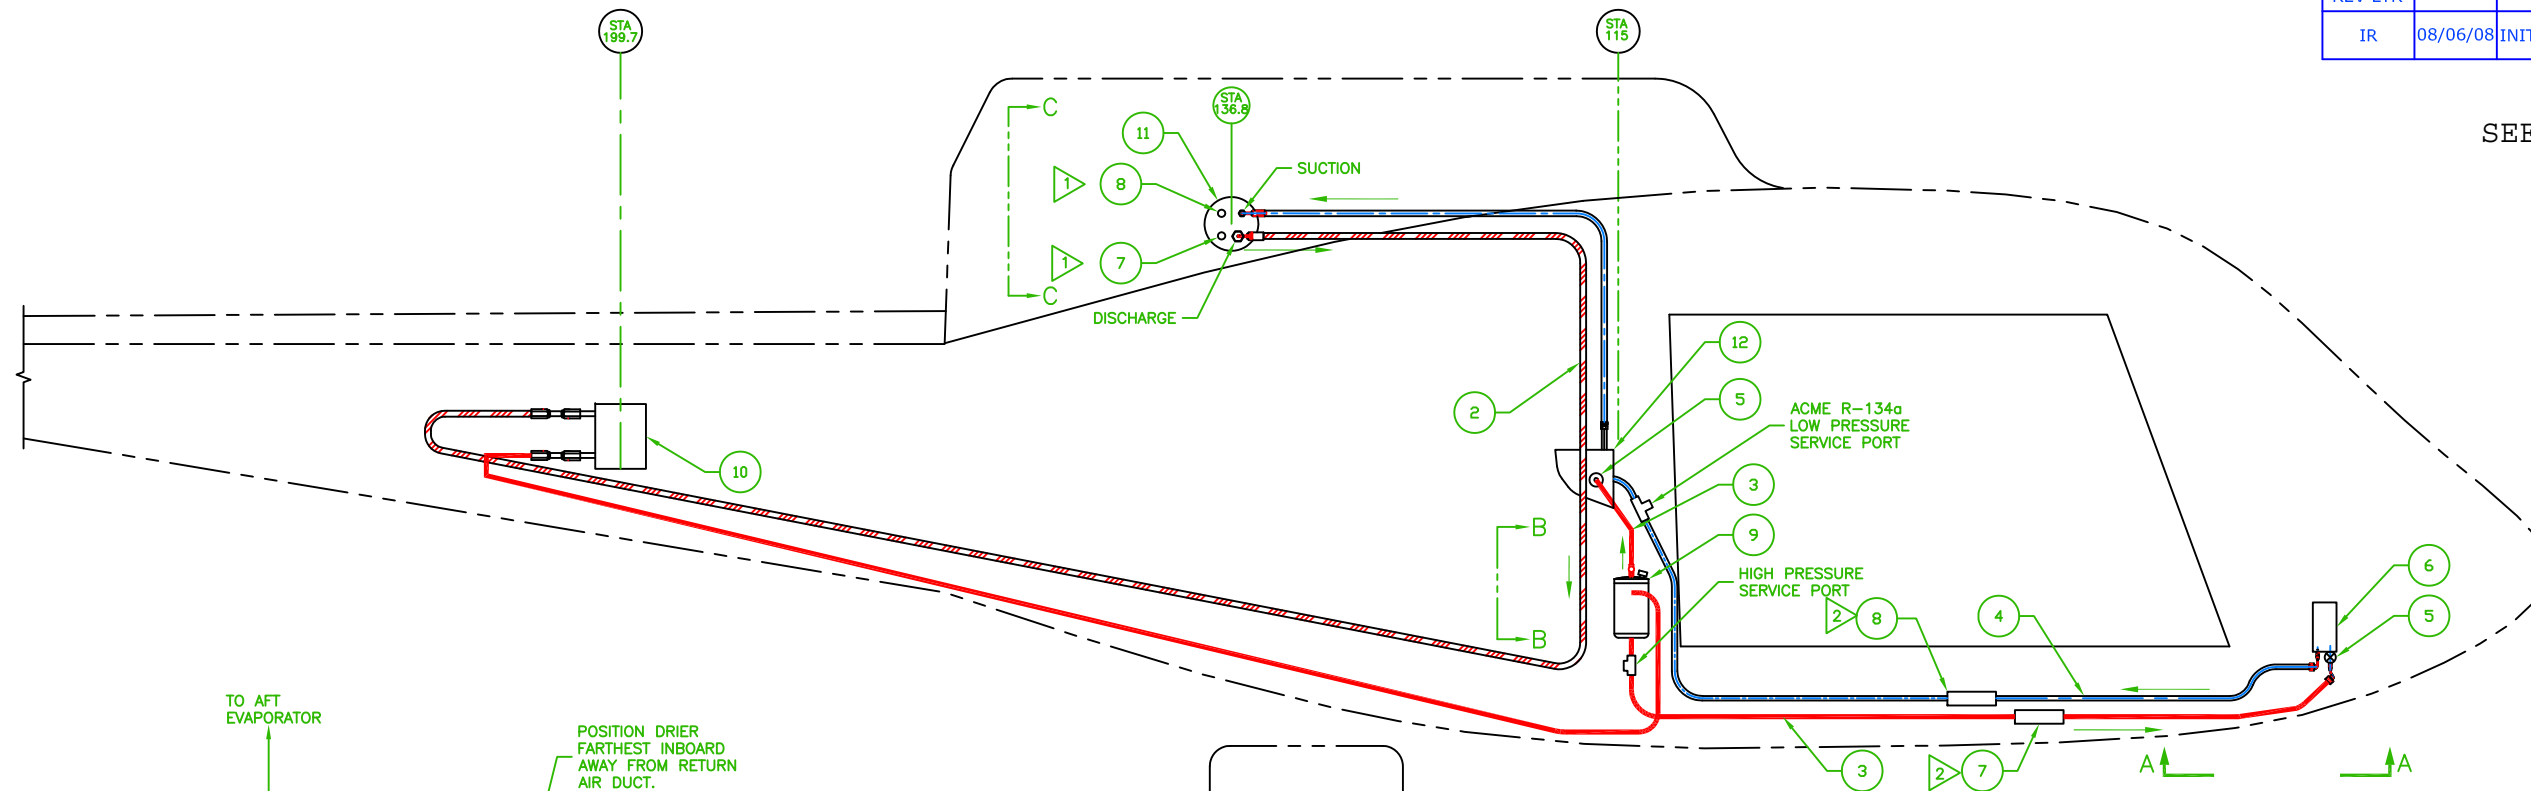 STA
199.7
STA
115
IR
08/06/08
INIT
SEE
C
STA
136.8
11
SUCTION
1
8
1
7
C
DISCHARGE
12
2
5
ACME R-134a
LOW PRESSURE
SERVICE PORT
10
3
B
9
HIGH PRESSURE
SERVICE PORT
6
2
8
4
5
B
TO AFT
EVAPORATOR
POSITION DRIER
FARTHEST INBOARD
AWAY FROM RETURN
AIR DUCT.
3
2
7
A
A